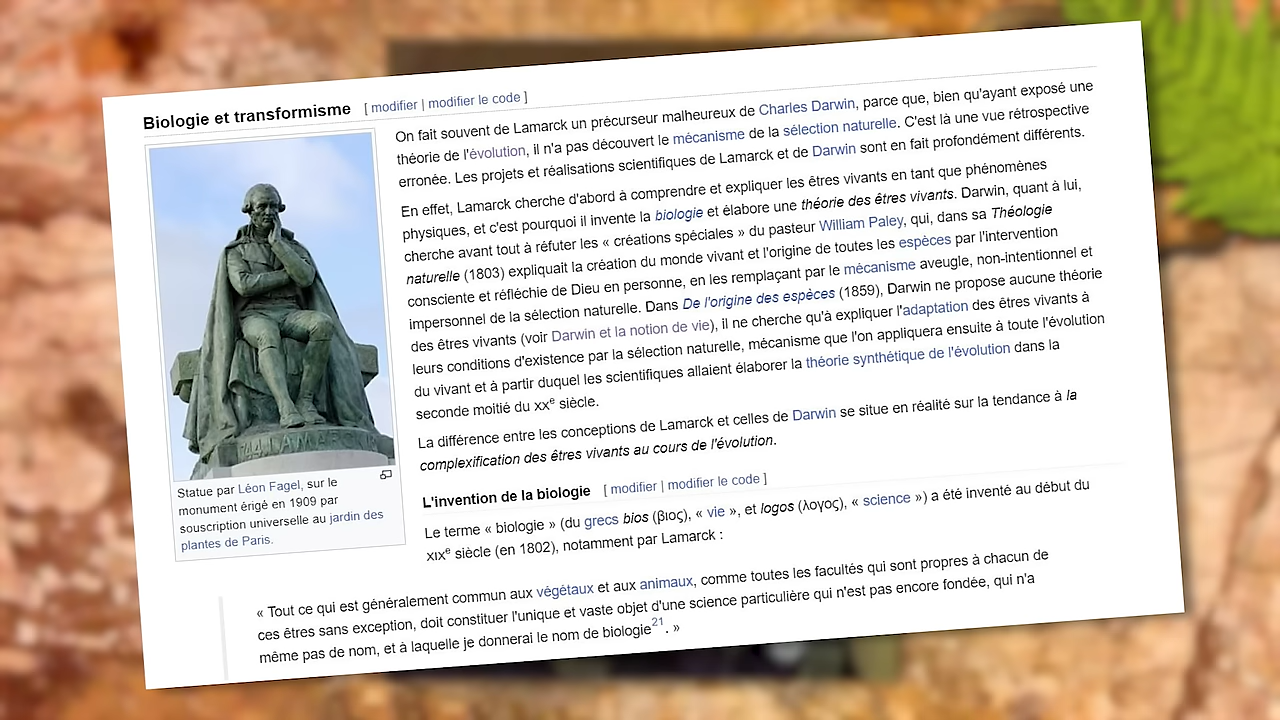 Biologie et transformisme [ modifier | modifier le code ]
On fait souvent de Lamarck un précurseur malheureux de Charles Darwin, parce que, bien qu'ayant exposé une
théorie de l'évolution, il n'a pas découvert le mécanisme de la sélection naturelle. C'est là une vue rétrospective
erronée. Les projets et réalisations scientifiques de Lamarck et de Darwin sont en fait profondément différents.
En effet, Lamarck cherche d'abord à comprendre et expliquer les êtres vivants en tant que phénomènes
physiques, et c'est pourquoi il invente la biologie et élabore une théorie des êtres vivants. Darwin, quant à lui,
cherche avant tout à réfuter les « créations spéciales » du pasteur William Paley, qui, dans sa Théologie
naturelle (1803) expliquait la création du monde vivant et l'origine de toutes les espèces par l'intervention
consciente et réfléchie de Dieu en personne, en les remplaçant par le mécanisme aveugle, non-intentionnel et
impersonnel de la sélection naturelle. Dans De l'origine des espèces (1859), Darwin ne propose aucune théorie
des êtres vivants (voir Darwin et la notion de vie), il ne cherche qu'à expliquer l'adaptation des êtres vivants à
leurs conditions d'existence par la sélection naturelle, mécanisme que l'on appliquera ensuite à toute l'évolution
du vivant et à partir duquel les scientifiques allaient élaborer la théorie synthétique de l'évolution dans la
seconde moitié du XXe siècle.
La différence entre les conceptions de Lamarck et celles de Darwin se situe en réalité sur la tendance à la
complexification des êtres vivants au cours de l'évolution.
LAMARCK
Statue par Léon Fagel, sur le
monument érigé en 1909 par
souscription universelle au jardin des
plantes de Paris.
L'invention de la biologie [ modifier | modifier le code ]
Le terme « biologie » (du grecs bios (βιος), « vie », et logos (λογος), « science ») a été inventé au début du
XIXe siècle (en 1802), notamment par Lamarck :
« Tout ce qui est généralement commun aux végétaux et aux animaux, comme toutes les facultés qui sont propres à chacun de
ces êtres sans exception, doit constituer l'unique et vaste objet d'une science particulière qui n'est pas encore fondée, qui n'a
même pas de nom, et à laquelle je donnerai le nom de biologie21. »